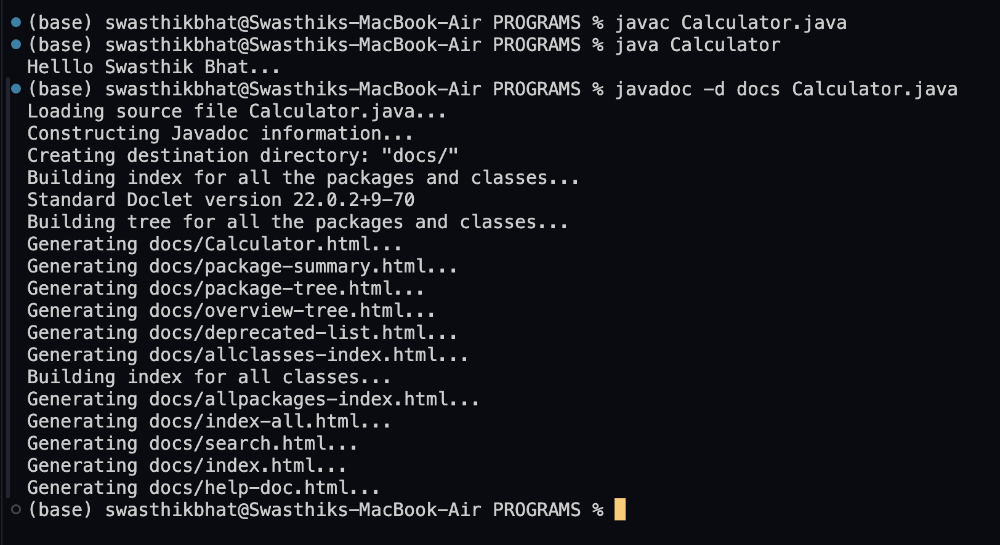 (base) swasthikbhat@Swasthiks-MacBook-Air PROGRAMS % javac Calculator.java
(base) swasthikbhat@Swasthiks-MacBook-Air PROGRAMS % java Calculator
Helllo Swasthik Bhat...
(base) swasthikbhat@Swasthiks-MacBook-Air PROGRAMS % javadoc -d docs Calculator.java
Loading source file Calculator.java...
Constructing Javadoc information...
Creating destination directory: "docs/"
Building index for all the packages and classes...
Standard Doclet version 22.0.2+9-70
Building tree for all the packages and classes...
Generating docs/Calculator.html...
Generating docs/package-summary.html...
Generating docs/package-tree.html...
Generating docs/overview-tree.html...
Generating docs/deprecated-list.html...
Generating docs/allclasses-index.html...
Building index for all classes...
Generating docs/allpackages-index.html...
Generating docs/index-all.html...
Generating docs/search.html...
Generating docs/index.html...
Generating docs/help-doc.html...
(base) swasthikbhat@Swasthiks-MacBook-Air PROGRAMS %